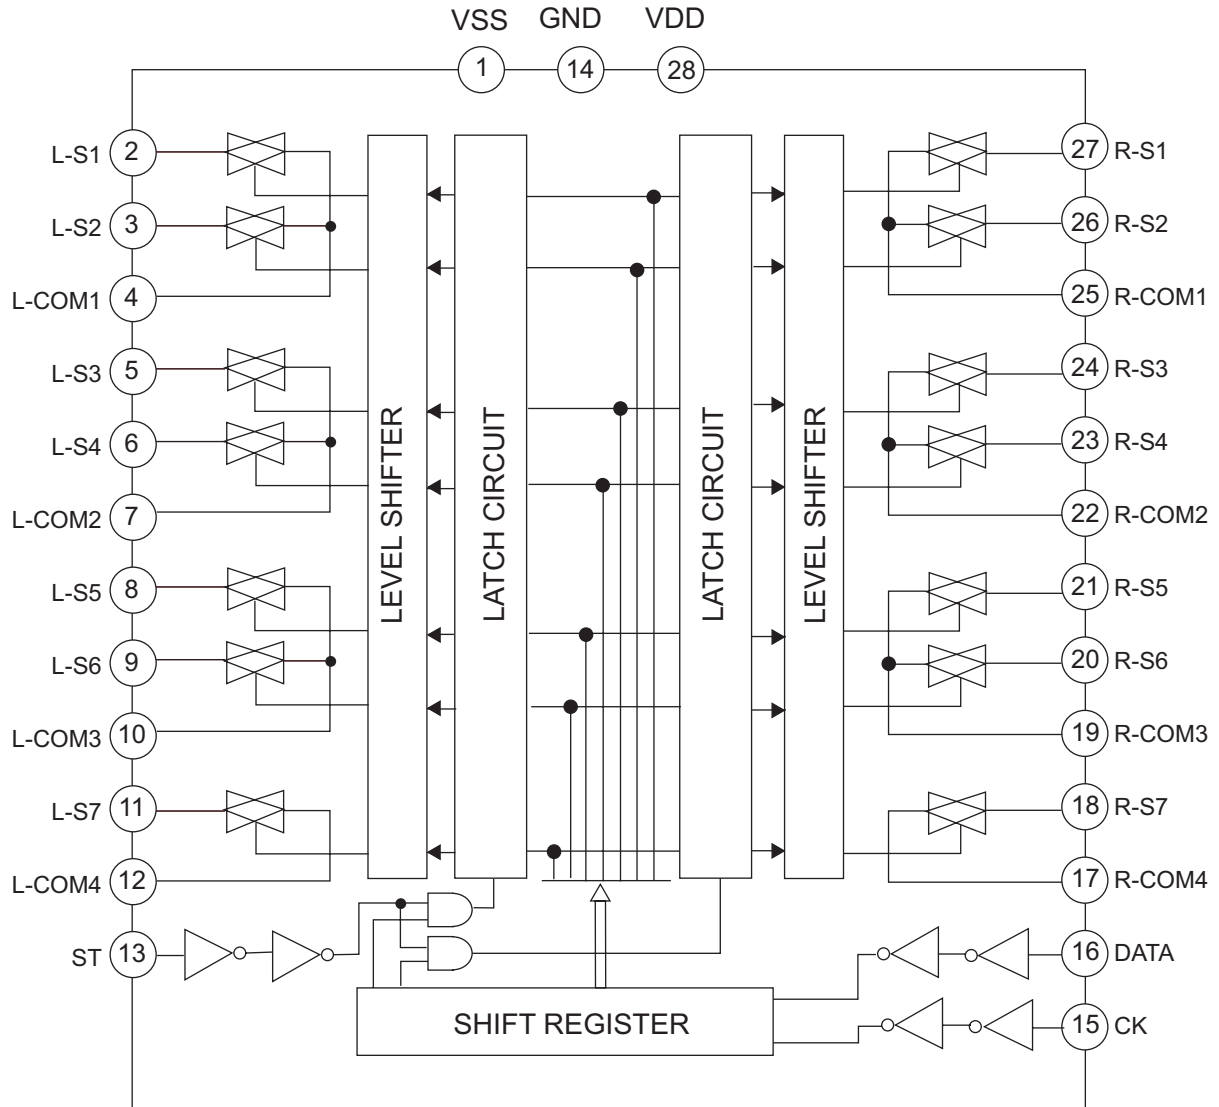 VSS GND VDD
1 14 28
L-S1 2
L-S2 3
L-COM1 4
L-S3 5
L-S4 6
L-COM2 7
L-S5 8
L-S6 9
L-COM3 10
L-S7 11
L-COM4 12
ST 13
LEVEL SHIFTER
LATCH CIRCUIT
LATCH CIRCUIT
LEVEL SHIFTER
27 R-S1
26 R-S2
25 R-COM1
24 R-S3
23 R-S4
22 R-COM2
21 R-S5
20 R-S6
19 R-COM3
18 R-S7
17 R-COM4
16 DATA
15 CK
SHIFT REGISTER